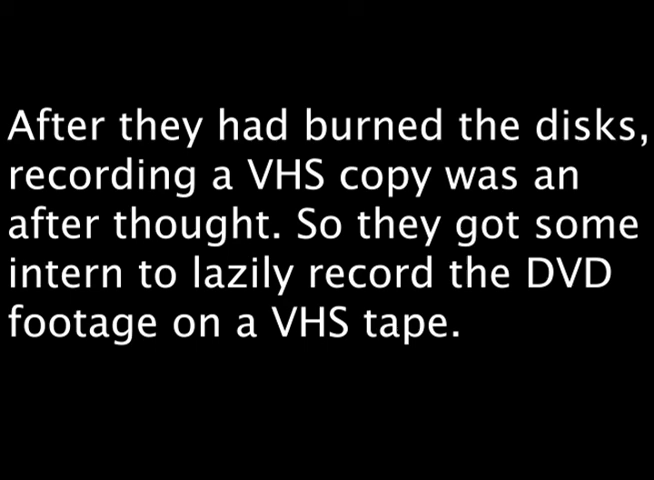 After they had burned the disks,
recording a VHS copy was an
after thought. So they got some
intern to lazily record the DVD
footage on a VHS tape.